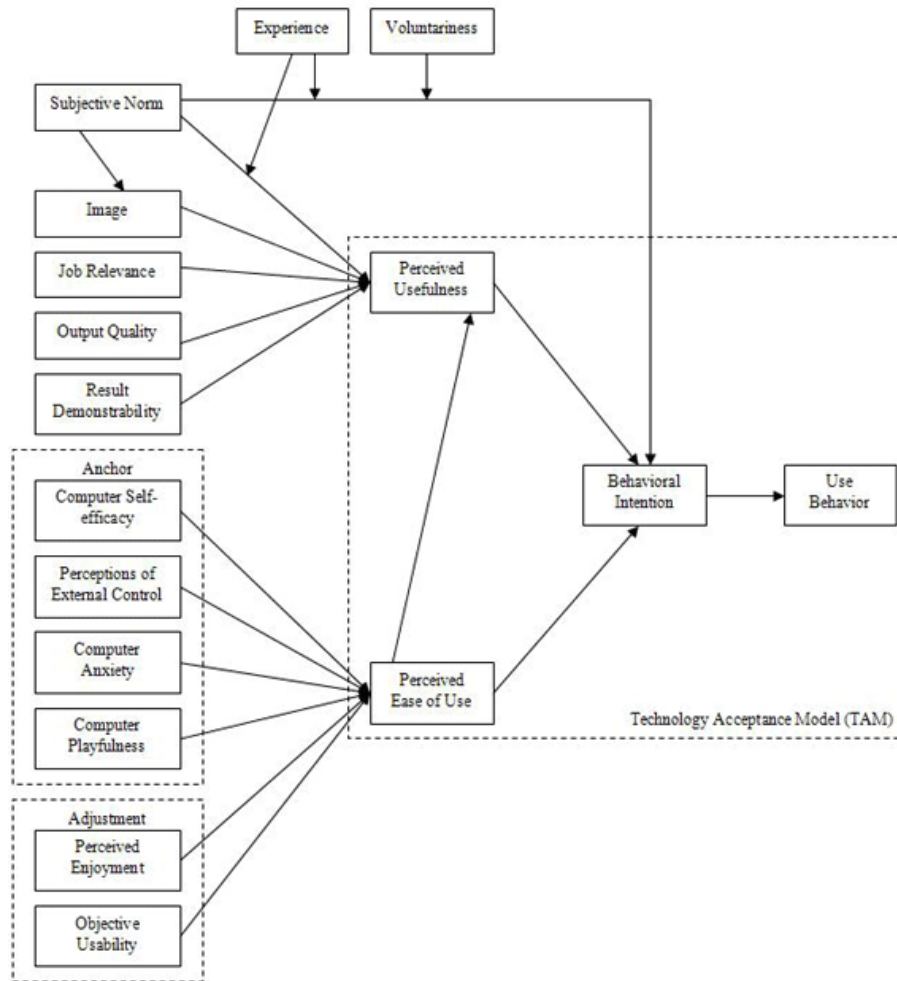 Experience
Voluntariness
Subjective Norm
Image
Job Relevance
Output Quality
Result
Demonstrability
Perceived
Usefulness
Anchor
Computer Self-
efficacy
Perceptions of
External Control
Computer
Anxiety
Computer
Playfulness
Behavioral
Intention
Use
Behavior
Perceived
Ease of Use
Technology Acceptance Model (TAM)
Adjustment
Perceived
Enjoyment
Objective
Usability